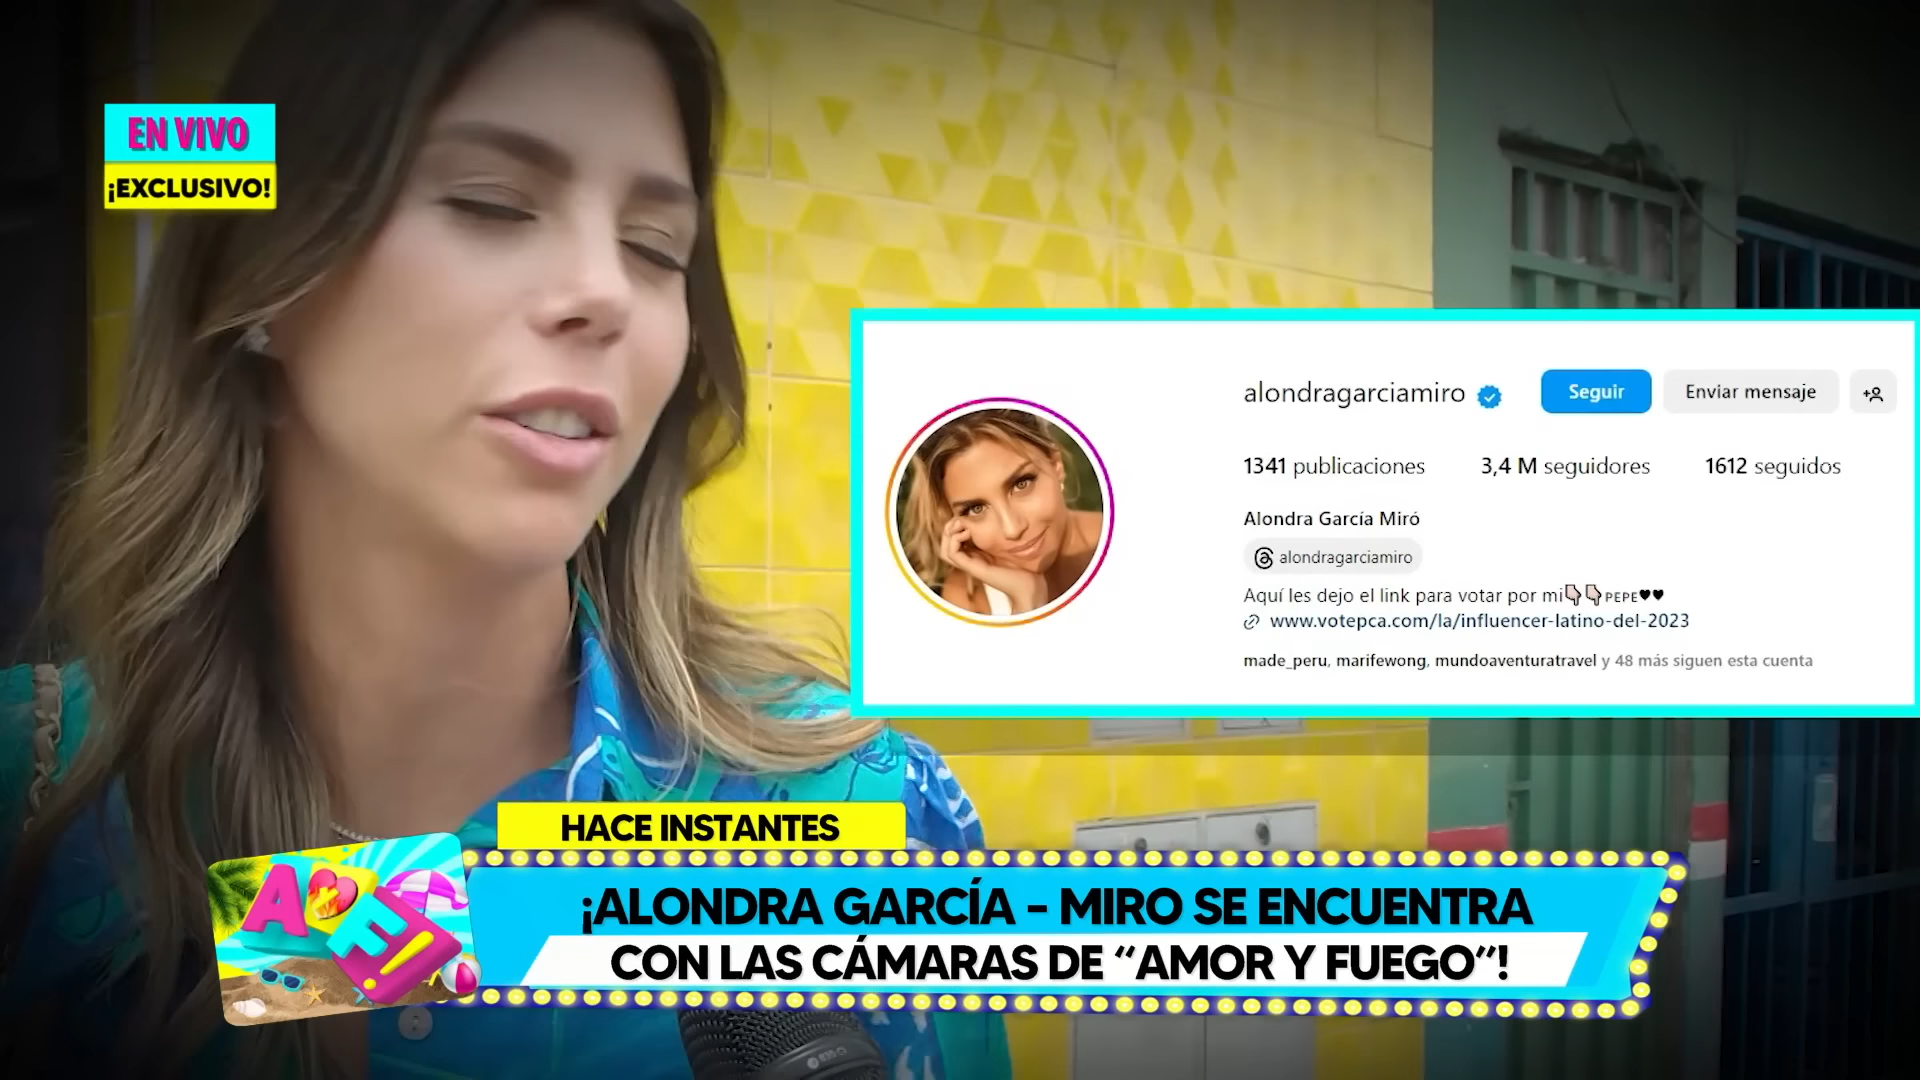 EN VIVO
¡EXCLUSIVO!
alondragarciamiro
Seguir
Enviar mensaje
1341 publicaciones
3,4 M seguidores
1612 seguidos
Alondra García Miró
alondragarciamiro
Aquí les dejo el link para votar por mi👇🏻👇🏻ᴘᴇᴘᴇ♥♥
www.votepca.com/la/influencer-latino-del-2023
made_peru, marifewong, mundoaventuratravel y 48 más siguen esta cuenta
HACE INSTANTES
AyF!
¡ALONDRA GARCÍA - MIRO SE ENCUENTRA
CON LAS CÁMARAS DE “AMOR Y FUEGO”!